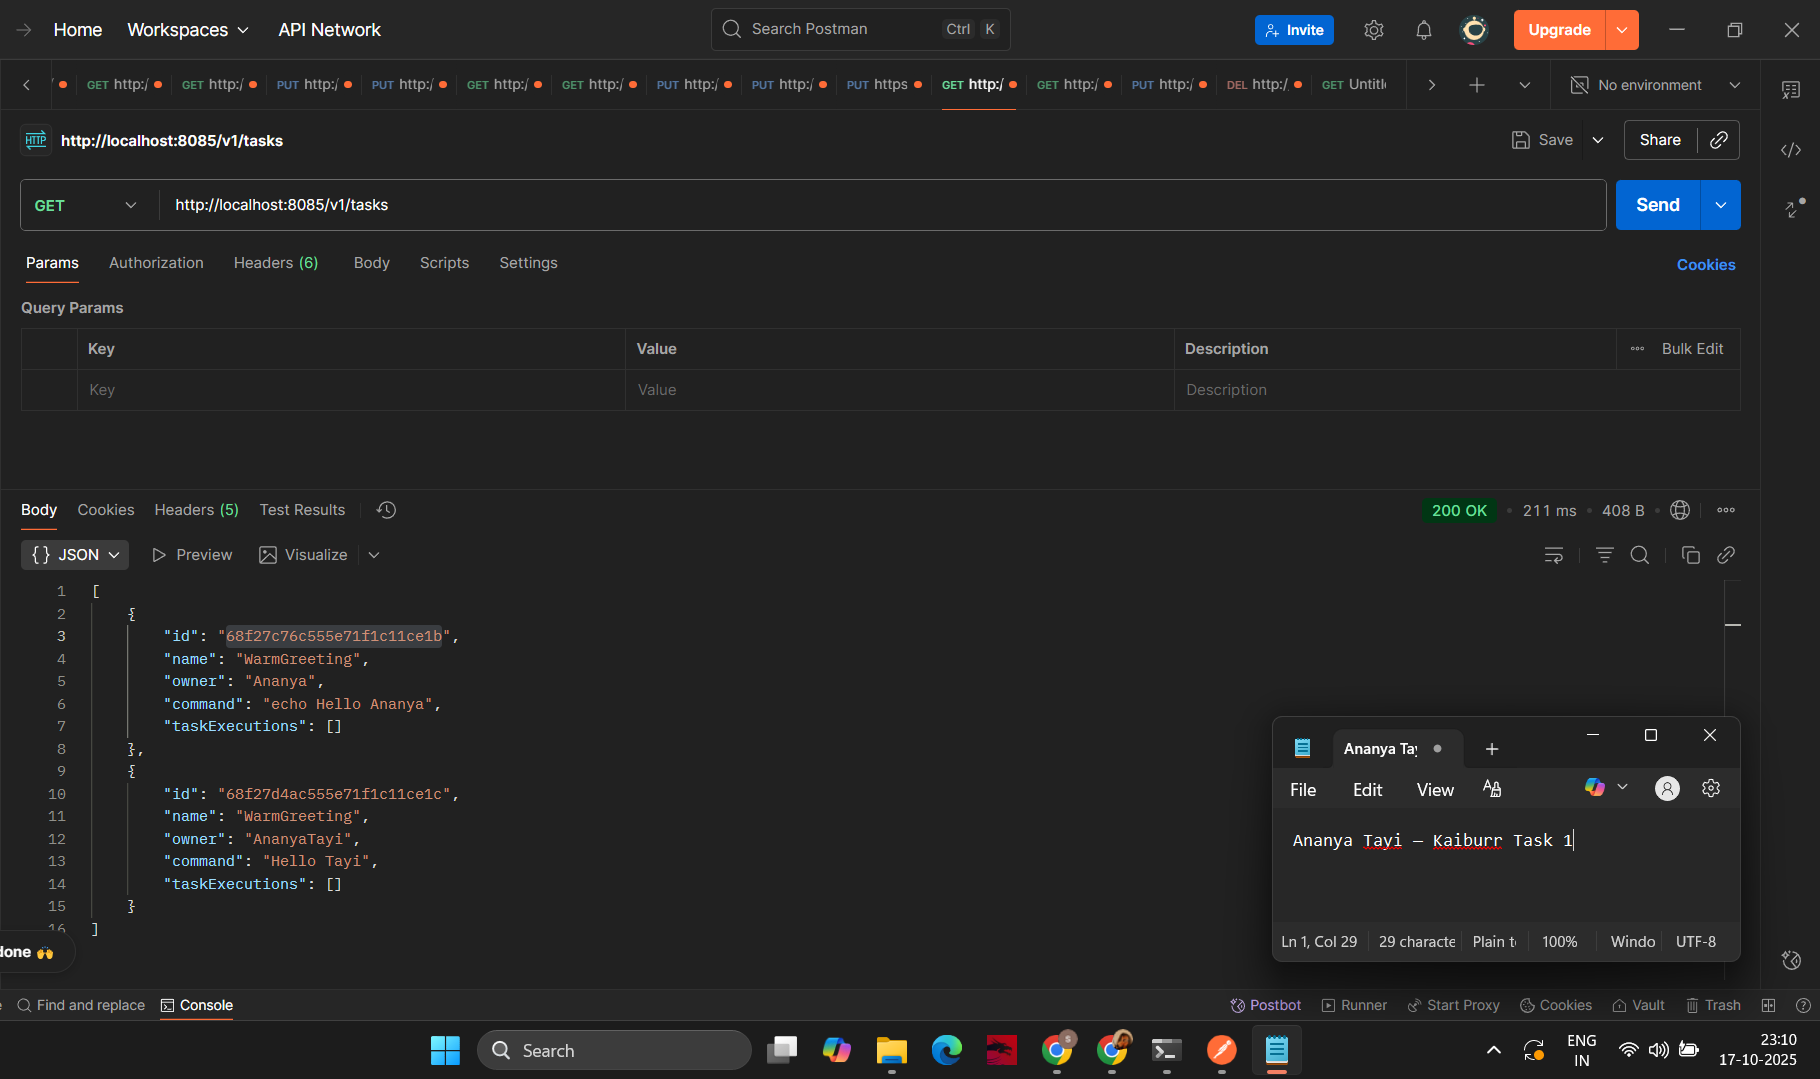 Home Workspaces API Network Search Postman Ctrl K Invite Upgrade
GET http:/ GET http:/ PUT http:/ PUT http:/ GET http:/ GET http:/ PUT http:/ PUT http:/ PUT https GET http:/ GET http:/ PUT http:/ DEL http:/ GET Untitl No environment
HTTP http://localhost:8085/v1/tasks Save Share
GET http://localhost:8085/v1/tasks Send
Params Authorization Headers (6) Body Scripts Settings Cookies
Query Params
Key Value Description Bulk Edit
Key Value Description
Body Cookies Headers (5) Test Results 200 OK 211 ms 408 B
{} JSON Preview Visualize
1 [
2 {
3 "id": "68f27c76c555e71f1c11ce1b",
4 "name": "WarmGreeting",
5 "owner": "Ananya",
6 "command": "echo Hello Ananya",
7 "taskExecutions": []
8 },
9 {
10 "id": "68f27d4ac555e71f1c11ce1c",
11 "name": "WarmGreeting",
12 "owner": "AnanyaTayi",
13 "command": "Hello Tayi",
14 "taskExecutions": []
15 }
16 ]
done 🙌
Ananya Tay
File Edit View
Ananya Tayi – Kaiburr Task 1
Ln 1, Col 29 29 characte Plain t 100% Windo UTF-8
Find and replace Console Postbot Runner Start Proxy Cookies Vault Trash
Search S ENG IN 23:10 17-10-2025